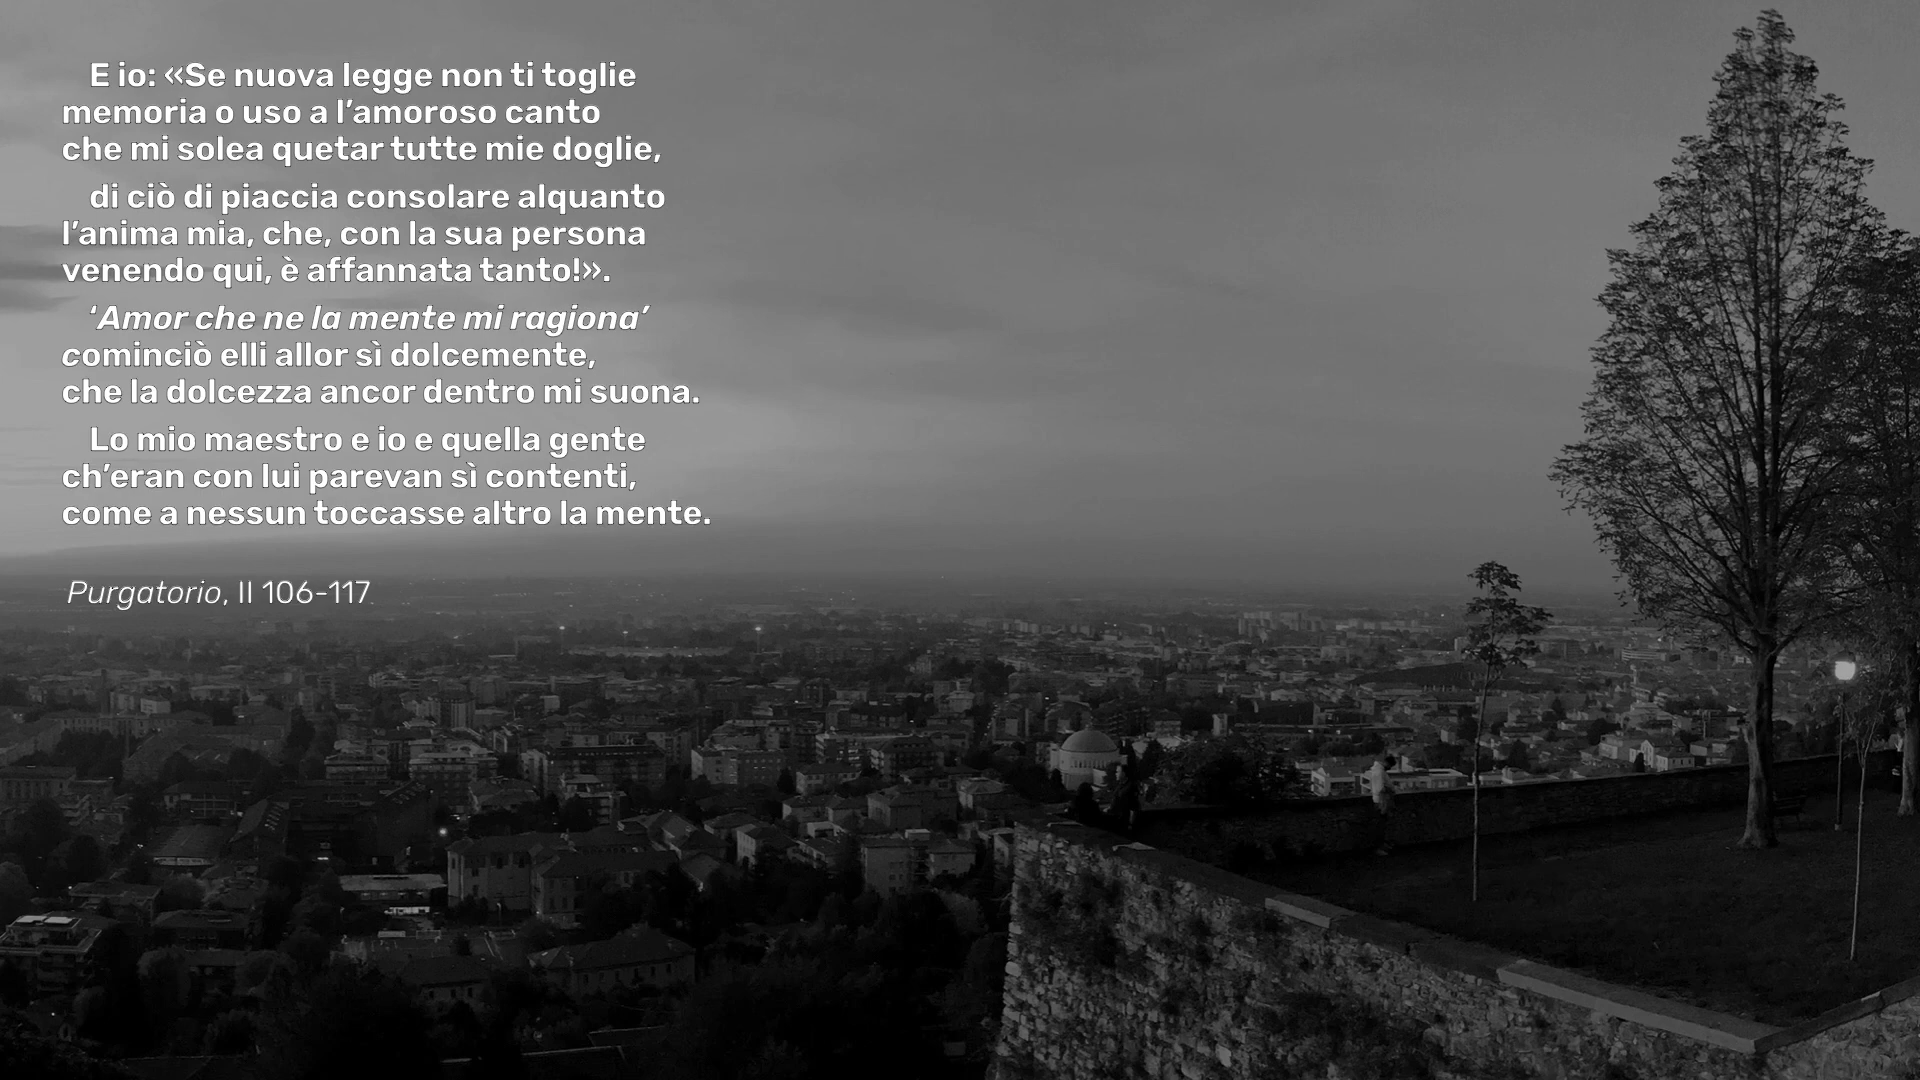 E io: «Se nuova legge non ti toglie
memoria o uso a l’amoroso canto
che mi solea quetar tutte mie doglie,
di ciò di piaccia consolare alquanto
l’anima mia, che, con la sua persona
venendo qui, è affannata tanto!».
‘Amor che ne la mente mi ragiona’
cominciò elli allor sì dolcemente,
che la dolcezza ancor dentro mi suona.
Lo mio maestro e io e quella gente
ch’eran con lui parevan sì contenti,
come a nessun toccasse altro la mente.
Purgatorio, II 106-117